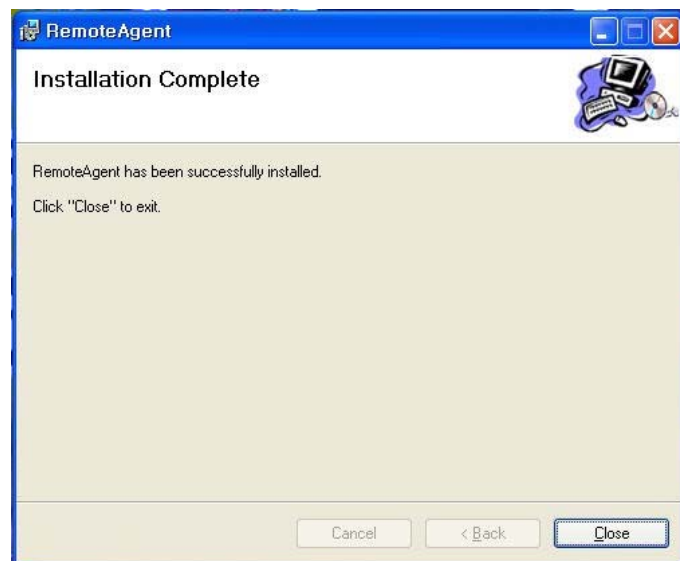 RemoteAgent
Installation Complete
RemoteAgent has been successfully installed.
Click "Close" to exit.
Cancel
< Back
Close